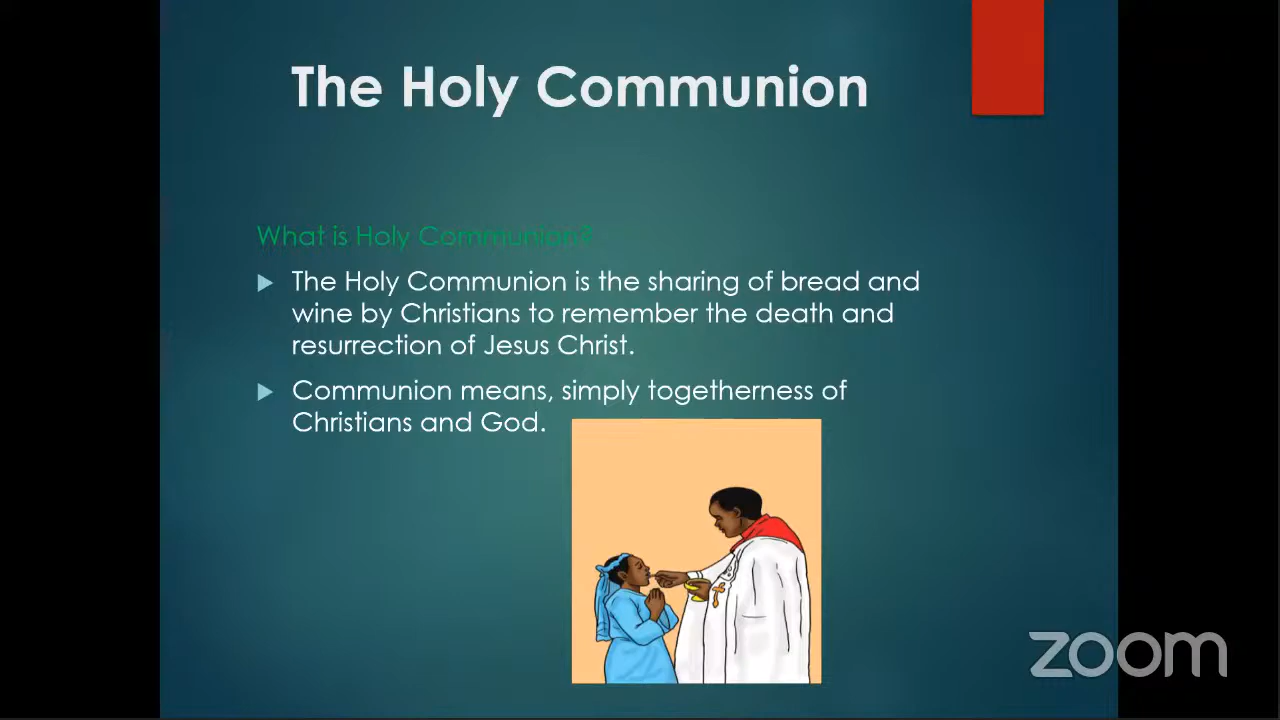 The Holy Communion
What is Holy Communion?
The Holy Communion is the sharing of bread and
wine by Christians to remember the death and
resurrection of Jesus Christ.
Communion means, simply togetherness of
Christians and God.
zoom